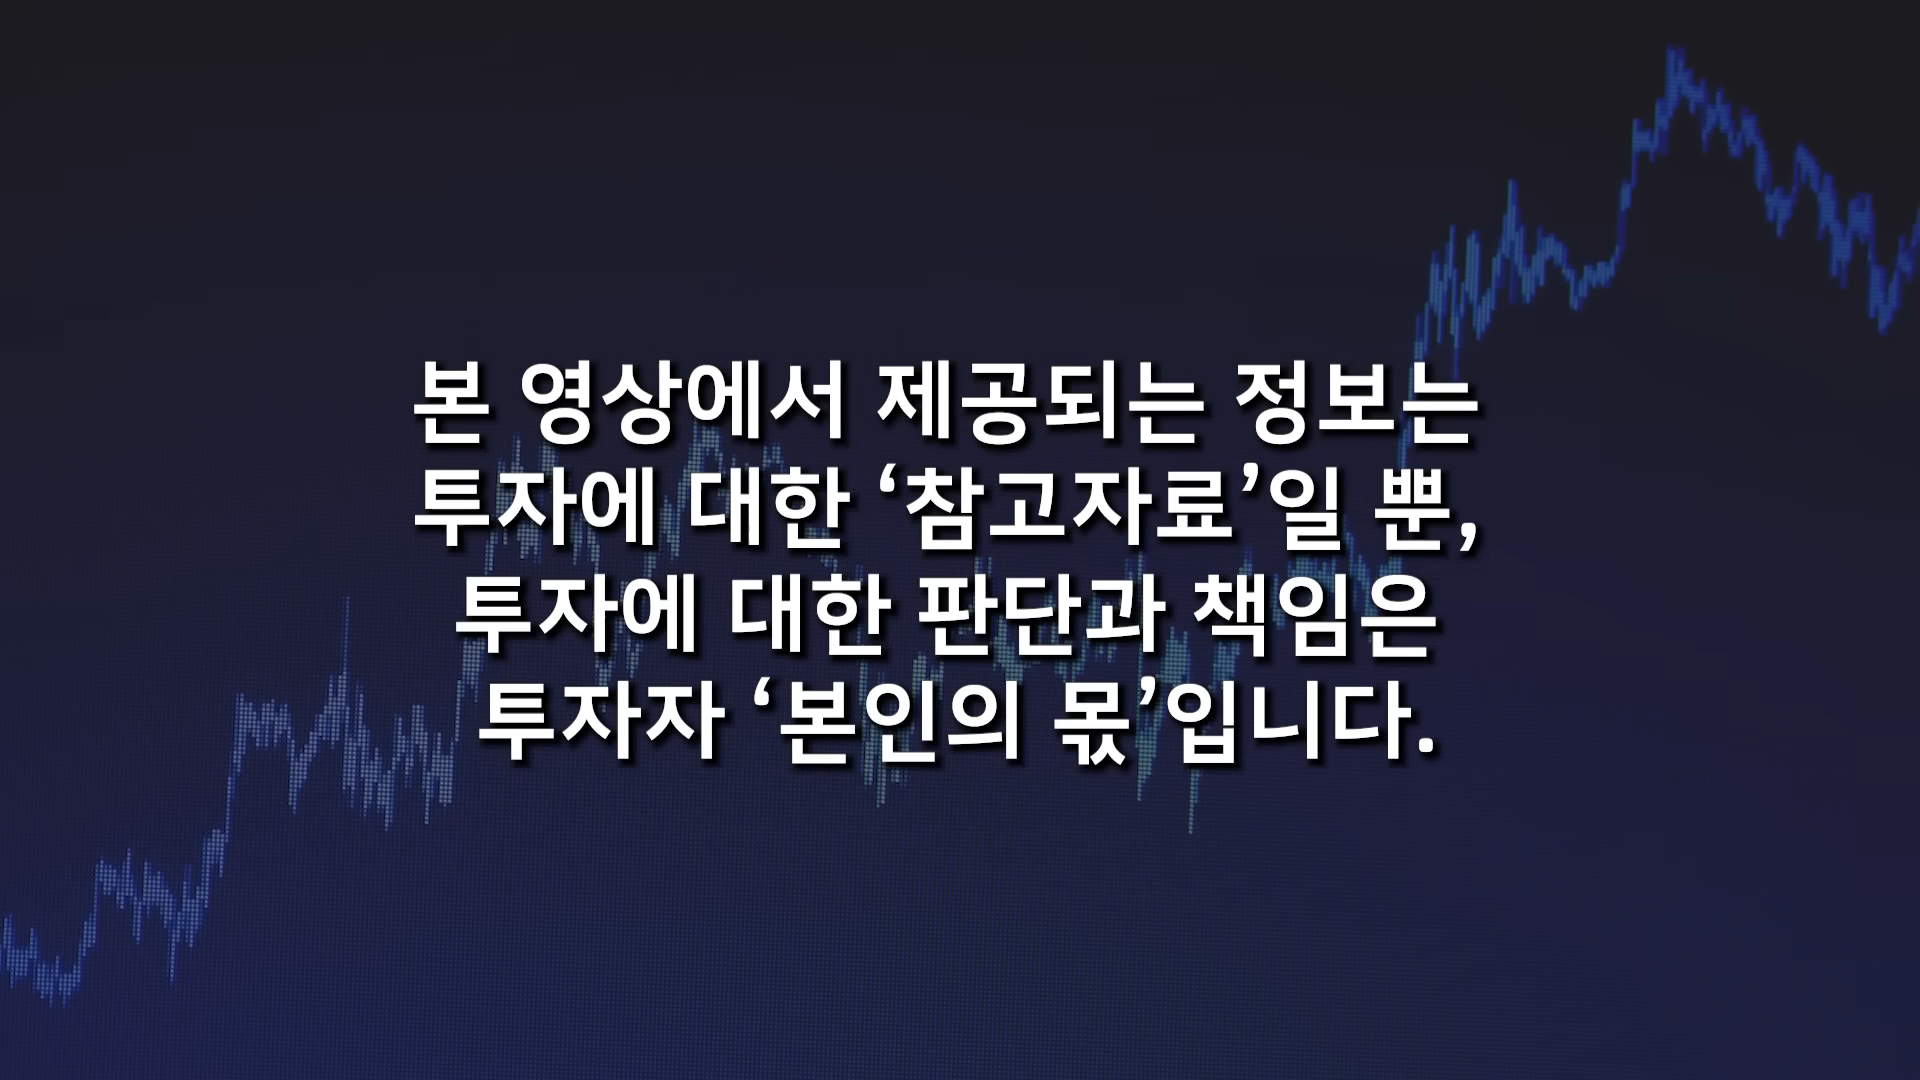 본 영상에서 제공되는 정보는
투자에 대한 ‘참고자료’일 뿐,
투자에 대한 판단과 책임은
투자자 ‘본인의 몫’입니다.